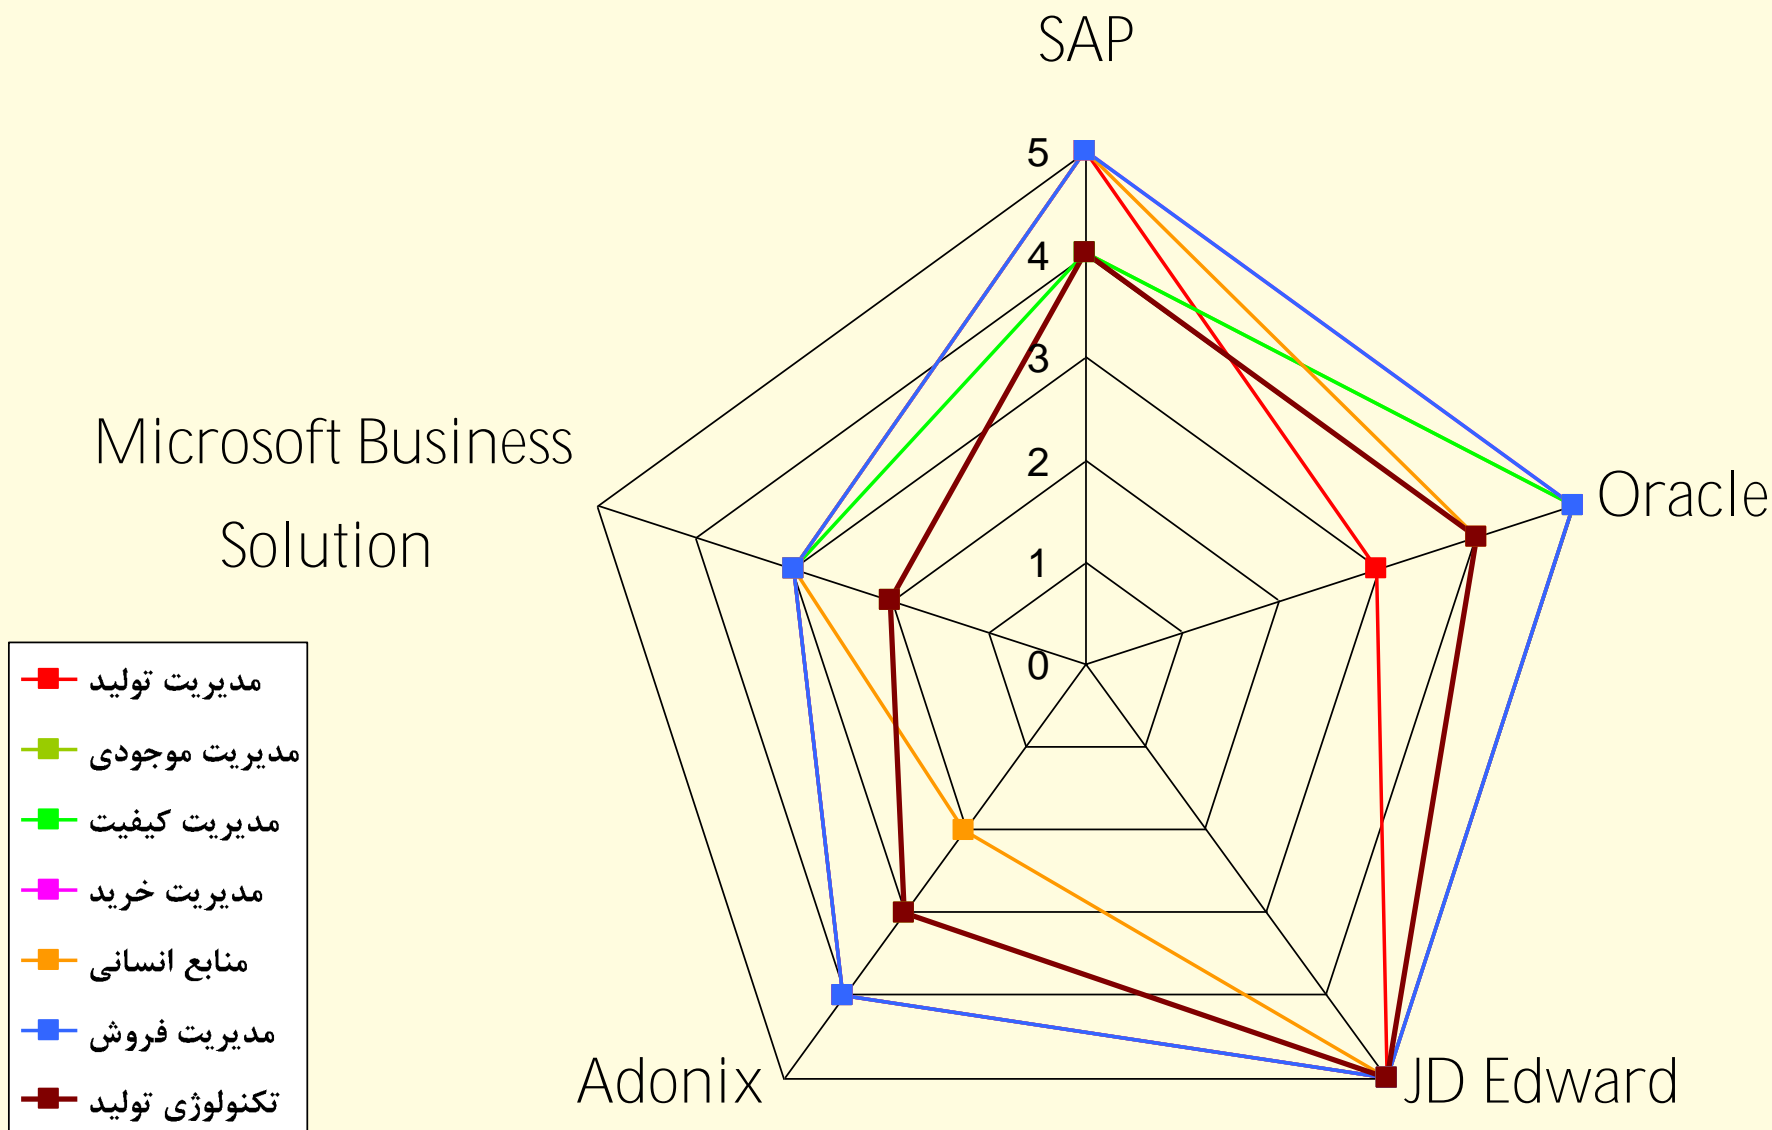 SAP
5
4
3
2
1
0
Microsoft Business
Solution
Oracle
Adonix
JD Edward
مدیریت تولید
مدیریت موجودی
مدیریت کیفیت
مدیریت خرید
منابع انسانی
مدیریت فروش
تکنولوژی تولید